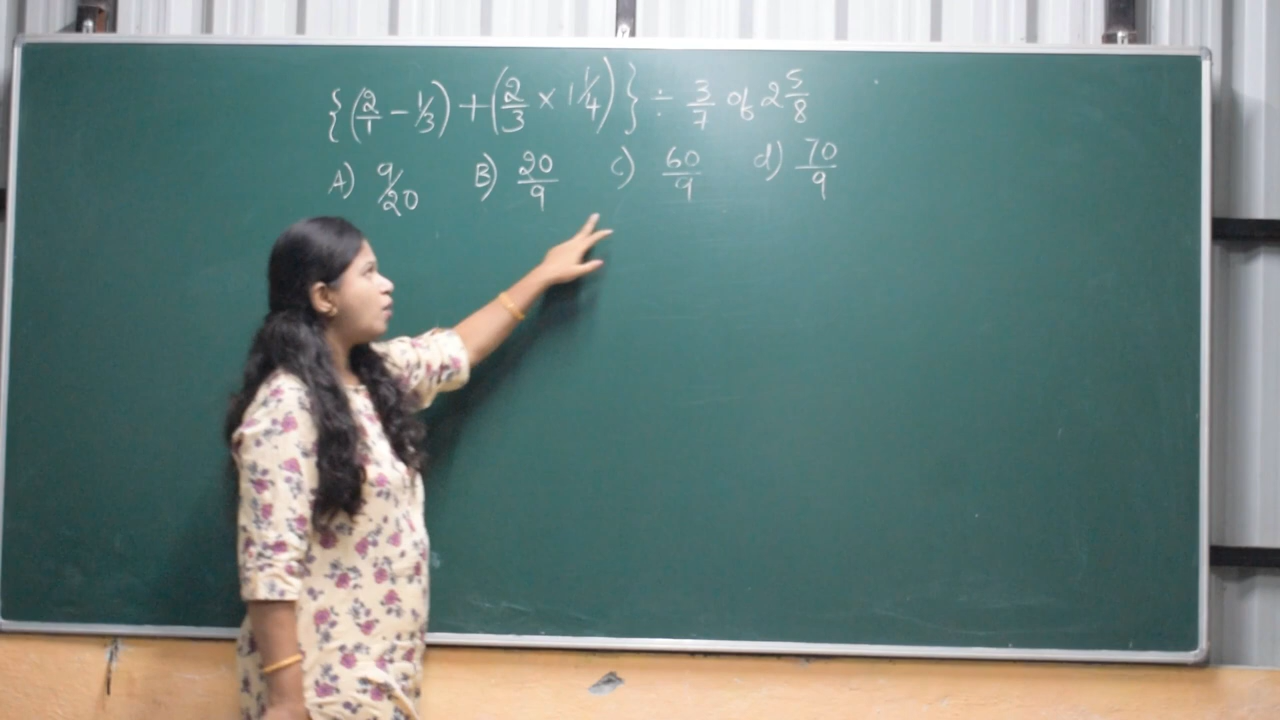 {(2/1 - 1/3) + (2/3 × 1 1/4)} ÷ 3/7 of 2 5/8
A) 9/20 B) 20/9 C) 60/9 d) 70/9